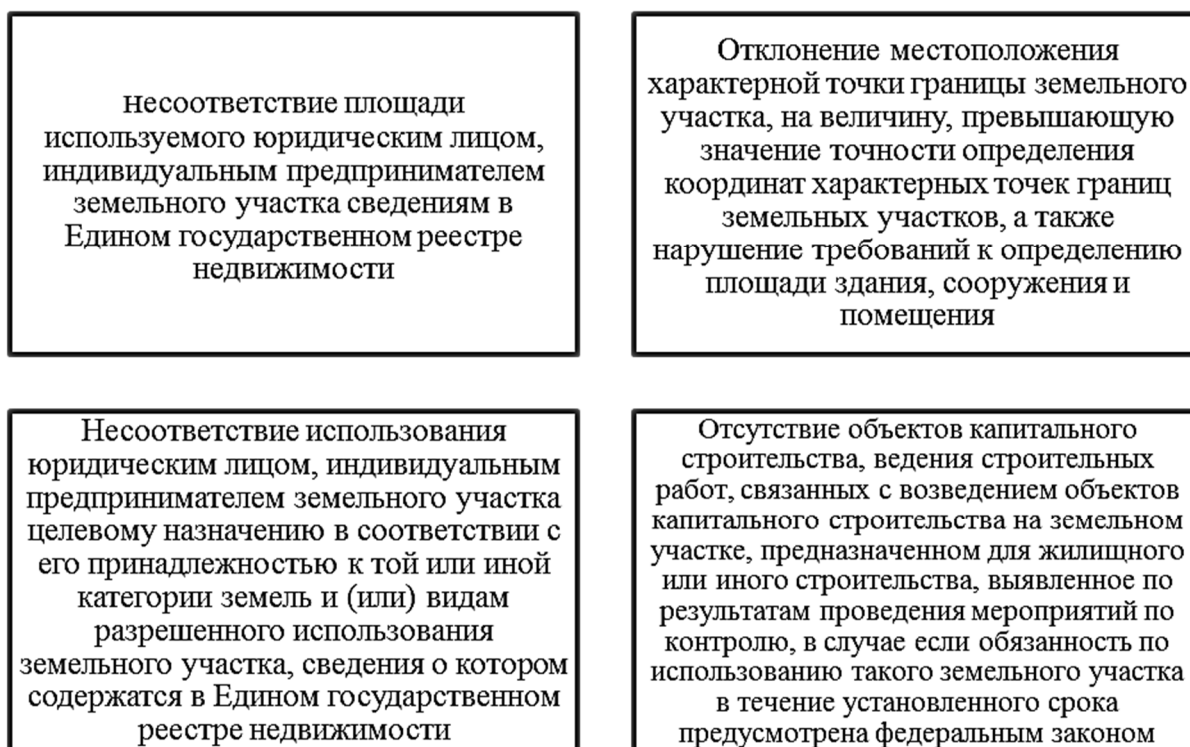 несоответствие площади
используемого юридическим лицом,
индивидуальным предпринимателем
земельного участка сведениям в
Едином государственном реестре
недвижимости
Отклонение местоположения
характерной точки границы земельного
участка, на величину, превышающую
значение точности определения
координат характерных точек границ
земельных участков, а также
нарушение требований к определению
площади здания, сооружения и
помещения
Несоответствие использования
юридическим лицом, индивидуальным
предпринимателем земельного участка
целевому назначению в соответствии с
его принадлежностью к той или иной
категории земель и (или) видам
разрешенного использования
земельного участка, сведения о котором
содержатся в Едином государственном
реестре недвижимости
Отсутствие объектов капитального
строительства, ведения строительных
работ, связанных с возведением объектов
капитального строительства на земельном
участке, предназначенном для жилищного
или иного строительства, выявленное по
результатам проведения мероприятий по
контролю, в случае если обязанность по
использованию такого земельного участка
в течение установленного срока
предусмотрена федеральным законом